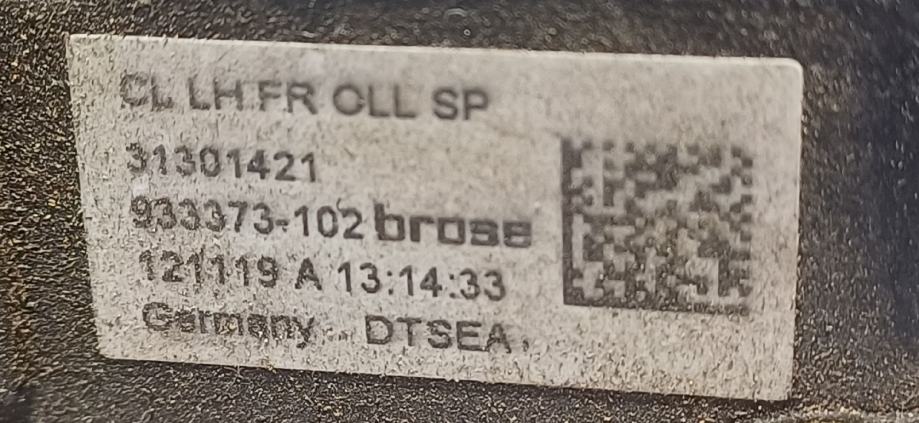 CL LH FR CLL SP
31301421
933373-102 brose
121119 A 13:14:33
Germany DTSEA